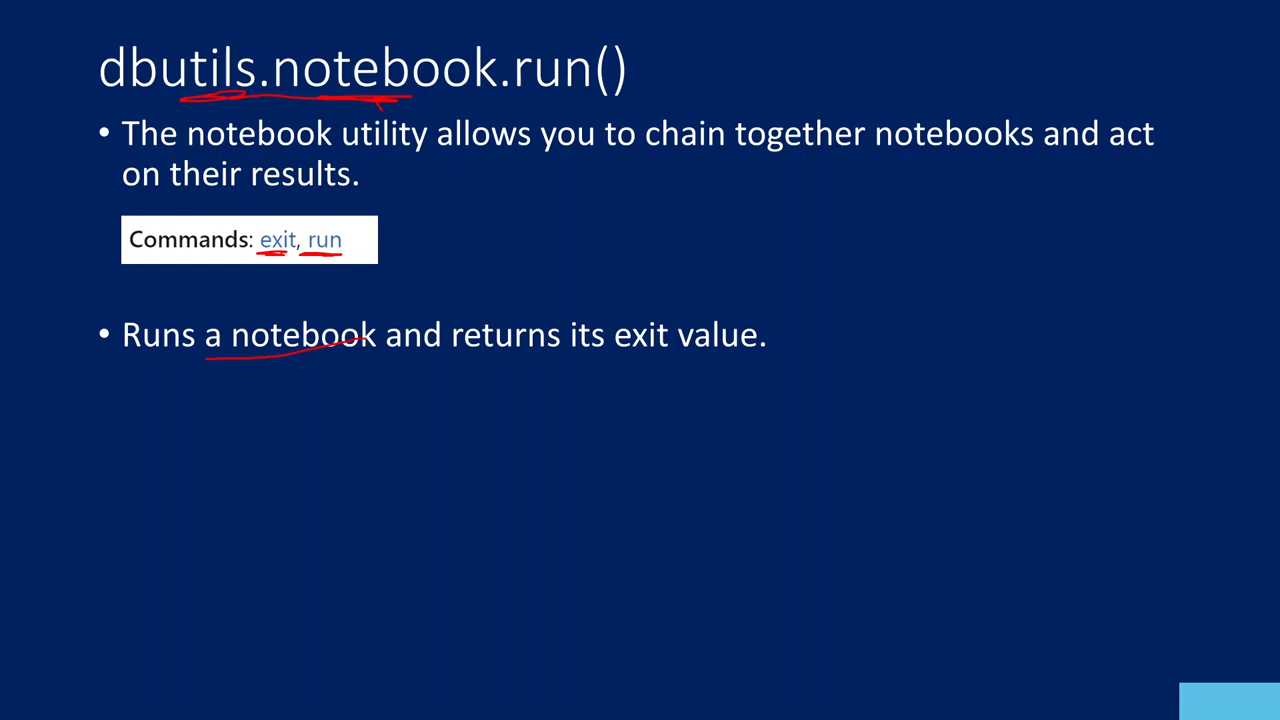 dbutils.notebook.run()
• The notebook utility allows you to chain together notebooks and act
on their results.
Commands: exit, run
• Runs a notebook and returns its exit value.